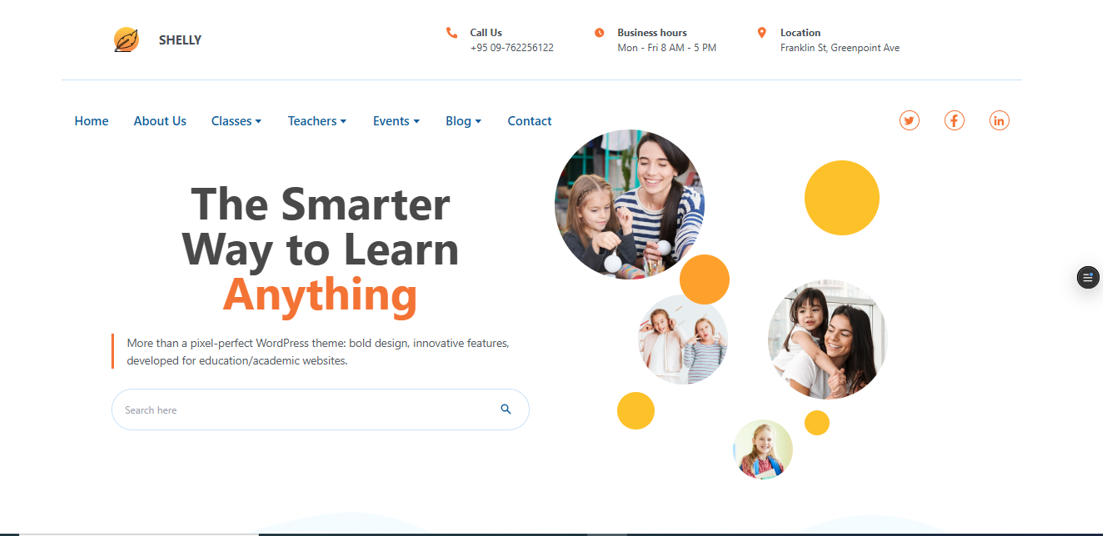 SHELLY
Call Us
+95 09-762256122
Business hours
Mon - Fri 8 AM - 5 PM
Location
Franklin St, Greenpoint Ave
Home About Us Classes Teachers Events Blog Contact
The Smarter
Way to Learn
Anything
More than a pixel-perfect WordPress theme: bold design, innovative features,
developed for education/academic websites.
Search here